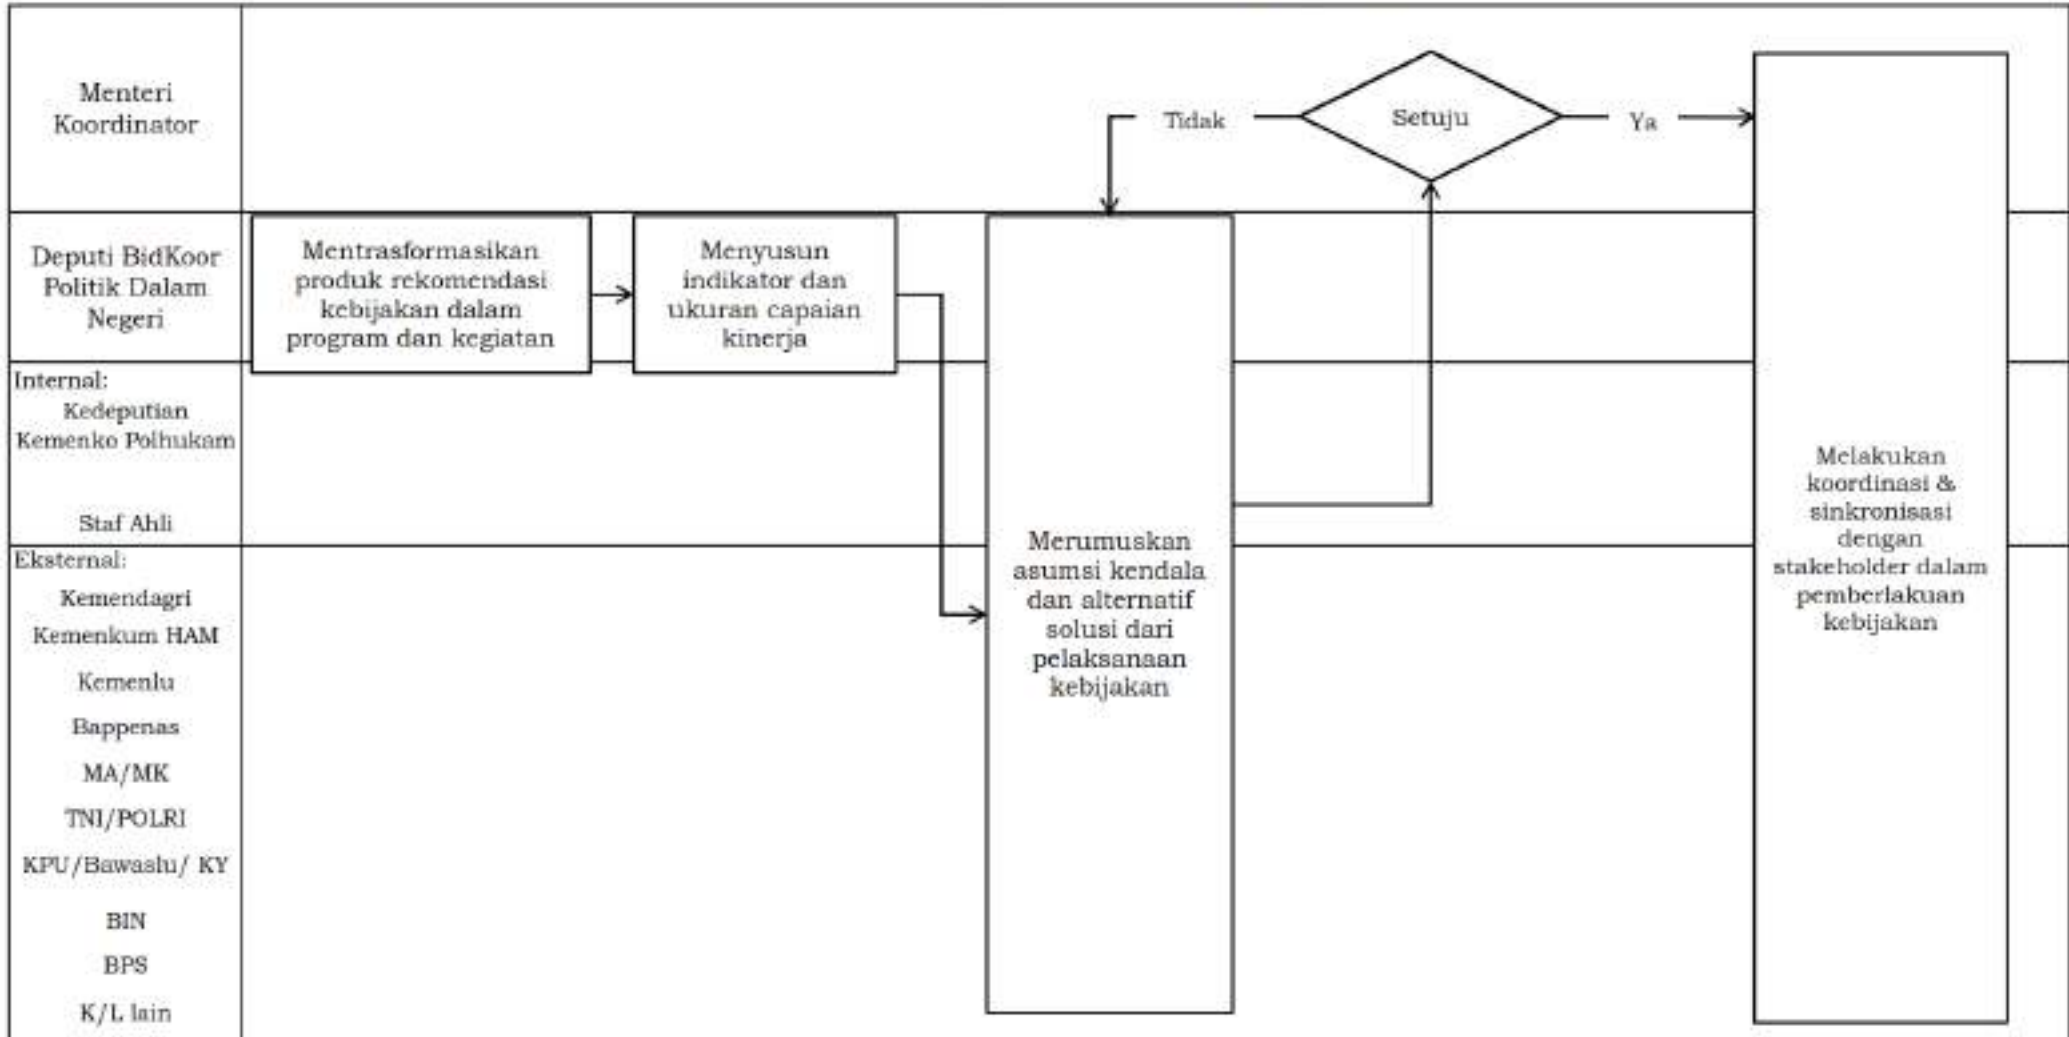 Menteri
Koordinator
Tidak
Setuju
Ya
Deputi BidKoor
Politik Dalam
Negeri
Mentrasformasikan
produk rekomendasi
kebijakan dalam
program dan kegiatan
Menyusun
indikator dan
ukuran capaian
kinerja
Internal:
Kedeputian
Kemenko Polhukam
Staf Ahli
Eksternal:
Kemendagri
Kemenkum HAM
Kemenlu
Bappenas
MA/MK
TNI/POLRI
KPU/Bawaslu/ KY
BIN
BPS
K/L lain
Merumuskan
asumsi kendala
dan alternatif
solusi dari
pelaksanaan
kebijakan
Melakukan
koordinasi &
sinkronisasi
dengan
stakeholder dalam
pemberlakuan
kebijakan